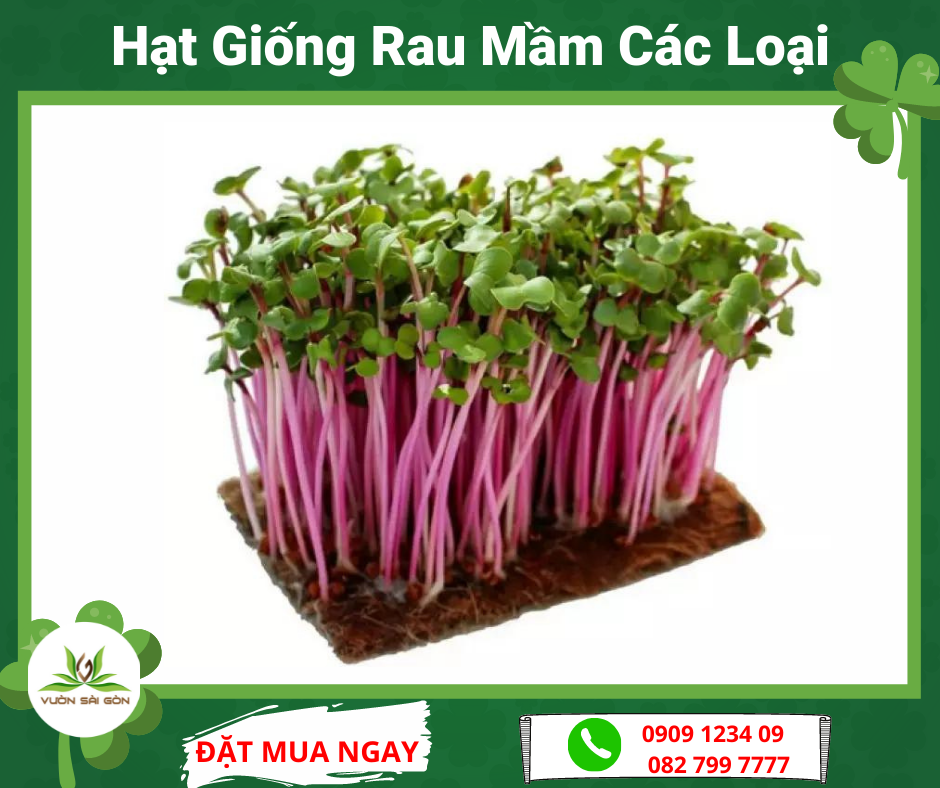 Hạt Giống Rau Mầm Các Loại
VƯỜN SÀI GÒN
ĐẶT MUA NGAY
0909 1234 09
082 799 7777